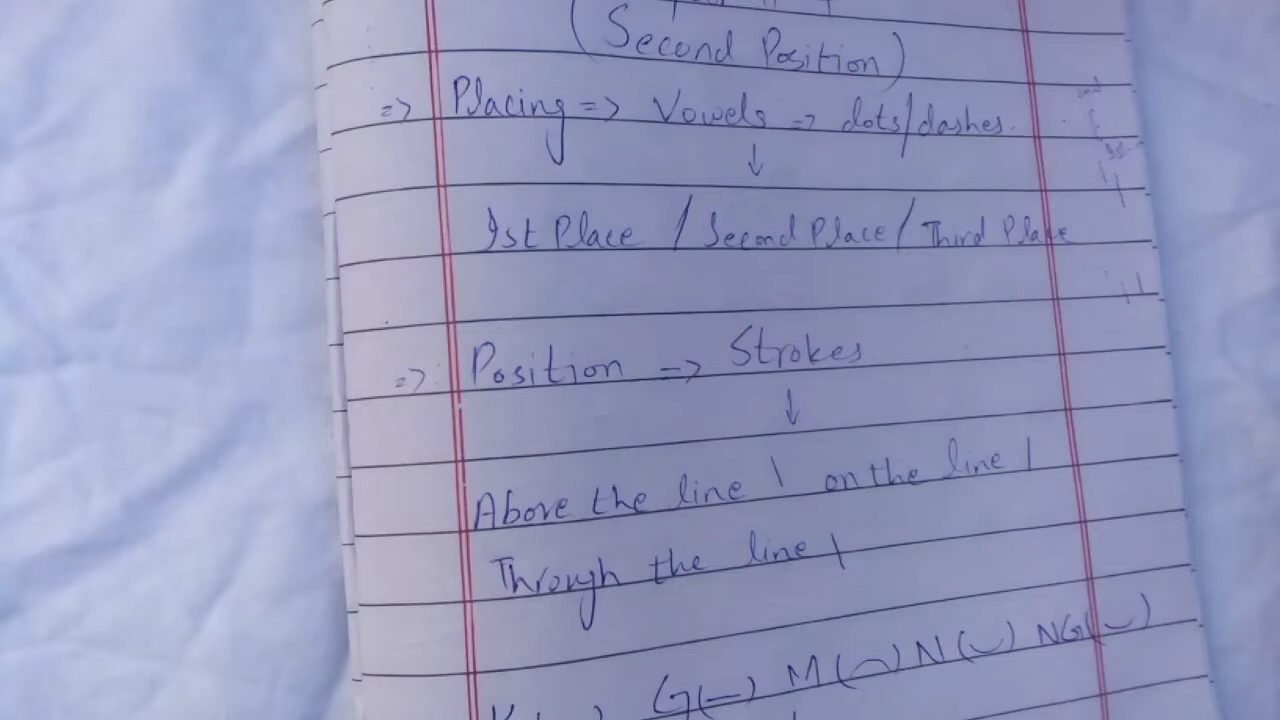 (Second Position)
=> Placing => Vowels => dots/dashes.
↓
1st Place / Second Place / Third Place
=> Position => Strokes
↓
Above the line \ on the line |
Through the line \
G(—) M(⌒) N(‿) NG(‿)